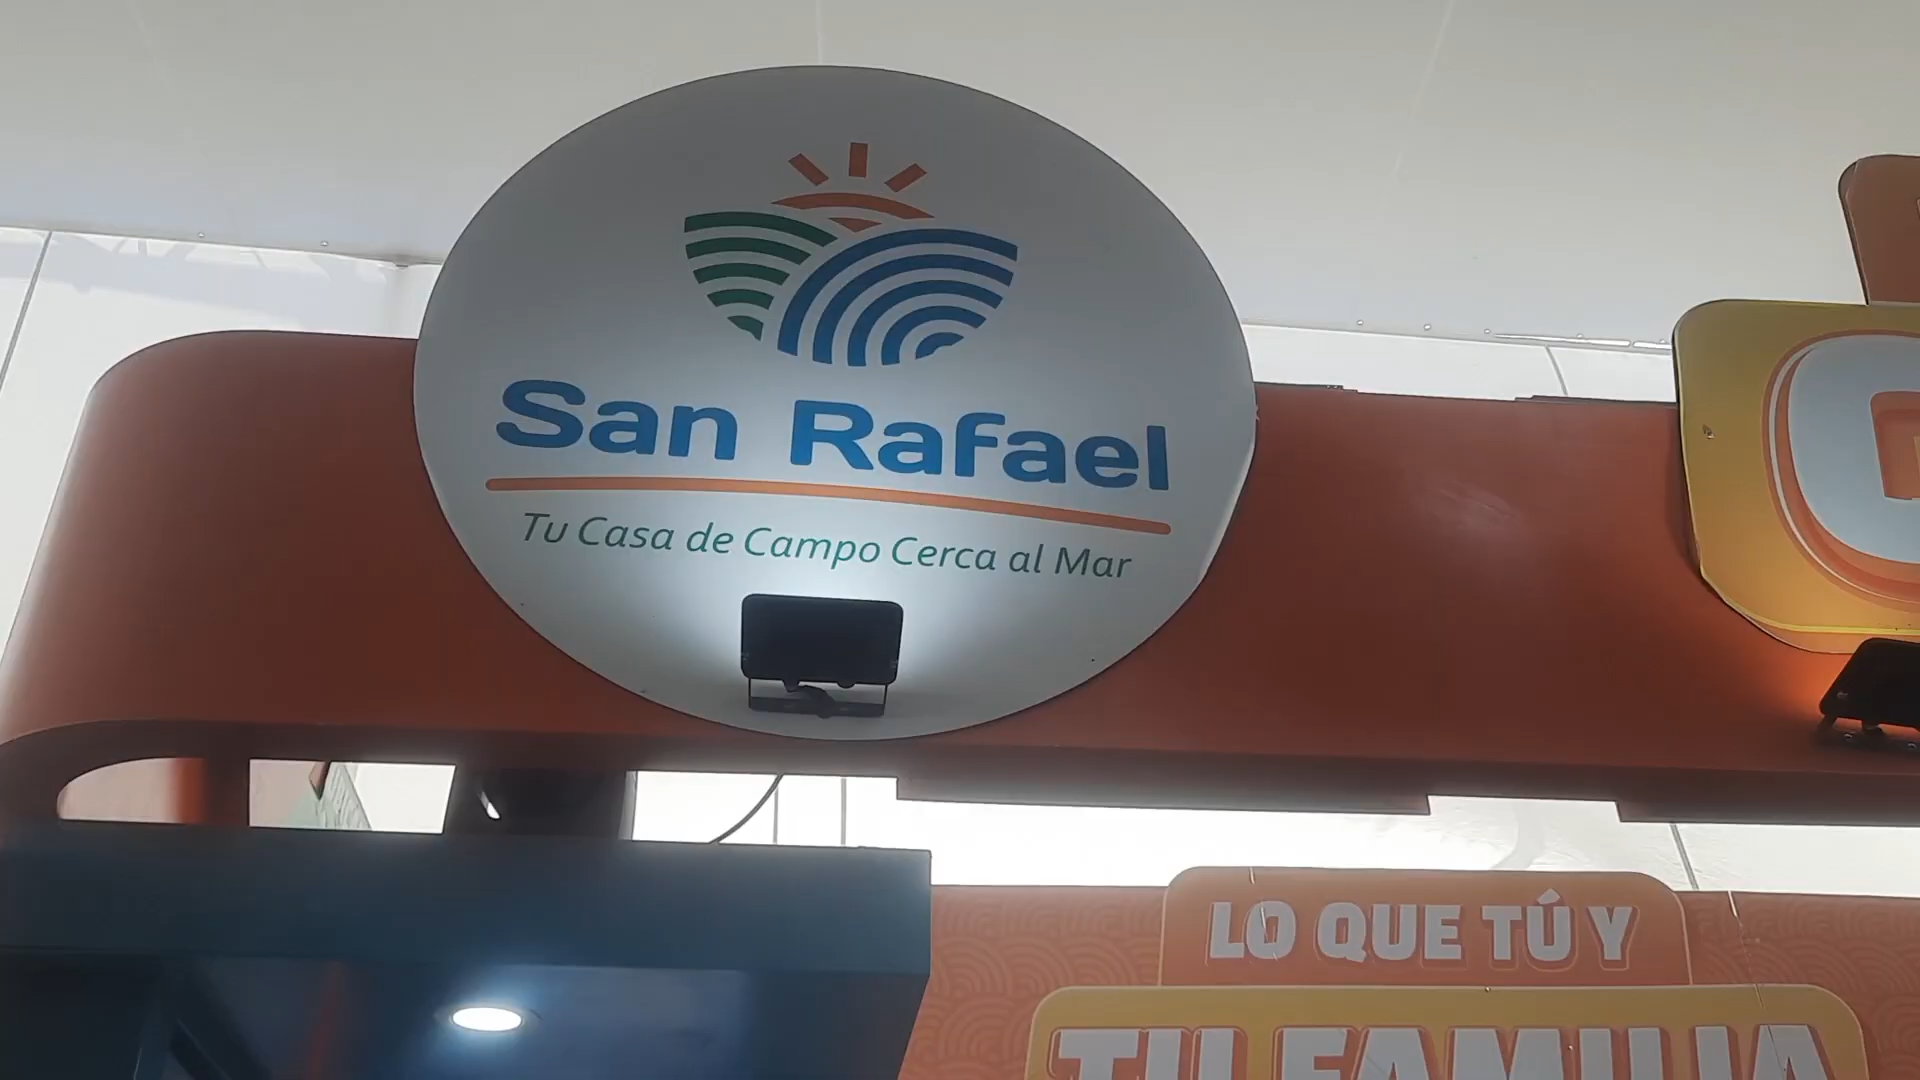 San Rafael
Tu Casa de Campo Cerca al Mar
LO QUE TÚ Y
TU FAMILIA